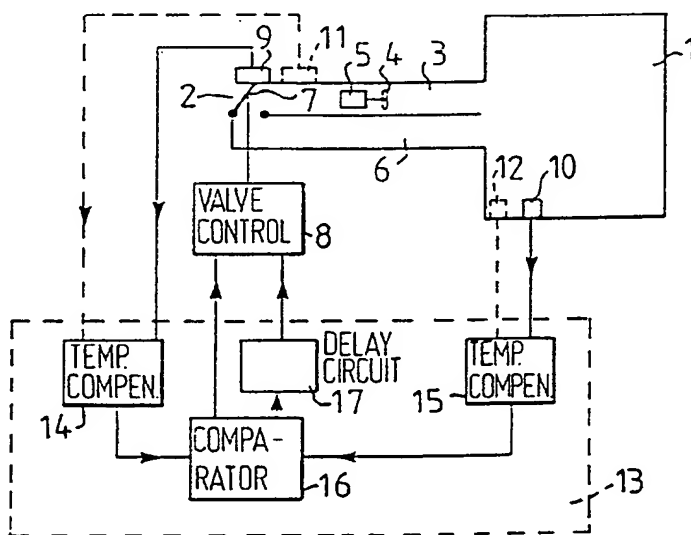 9
11
5
4
3
1
2
7
6
12
10
VALVE
CONTROL
8
TEMP.
COMPEN.
14
DELAY
CIRCUIT
17
TEMP.
COMPEN.
15
COMPA-
RATOR
16
13